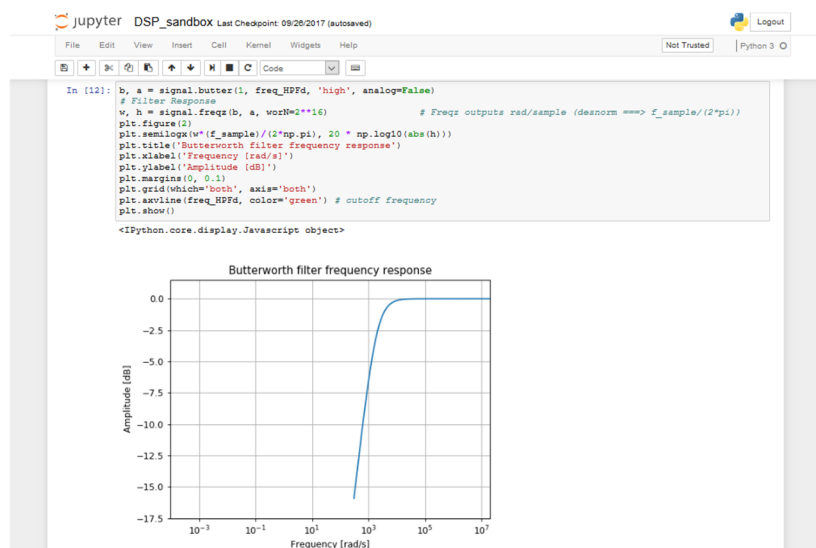 jupyter DSP_sandbox Last Checkpoint: 09/26/2017 (autosaved)
Logout
File Edit View Insert Cell Kernel Widgets Help
Not Trusted Python 3 O
Code
In [12]: b, a = signal.butter(1, freq_HPFd, 'high', analog=False)
# Filter Response
w, h = signal.freqz(b, a, worN=2**16) # Freqz outputs rad/sample (desnorm ===> f_sample/(2*pi))
plt.figure(2)
plt.semilogx(w*(f_sample)/(2*np.pi), 20 * np.log10(abs(h)))
plt.title('Butterworth filter frequency response')
plt.xlabel('Frequency [rad/s]')
plt.ylabel('Amplitude [dB]')
plt.margins(0, 0.1)
plt.grid(which='both', axis='both')
plt.axvline(freq_HPFd, color='green') # cutoff frequency
plt.show()
<IPython.core.display.Javascript object>
Butterworth filter frequency response
0.0
−2.5
−5.0
−7.5
−10.0
−12.5
−15.0
−17.5
Amplitude [dB]
10⁻³ 10⁻¹ 10¹ 10³ 10⁵ 10⁷
Frequency [rad/s]